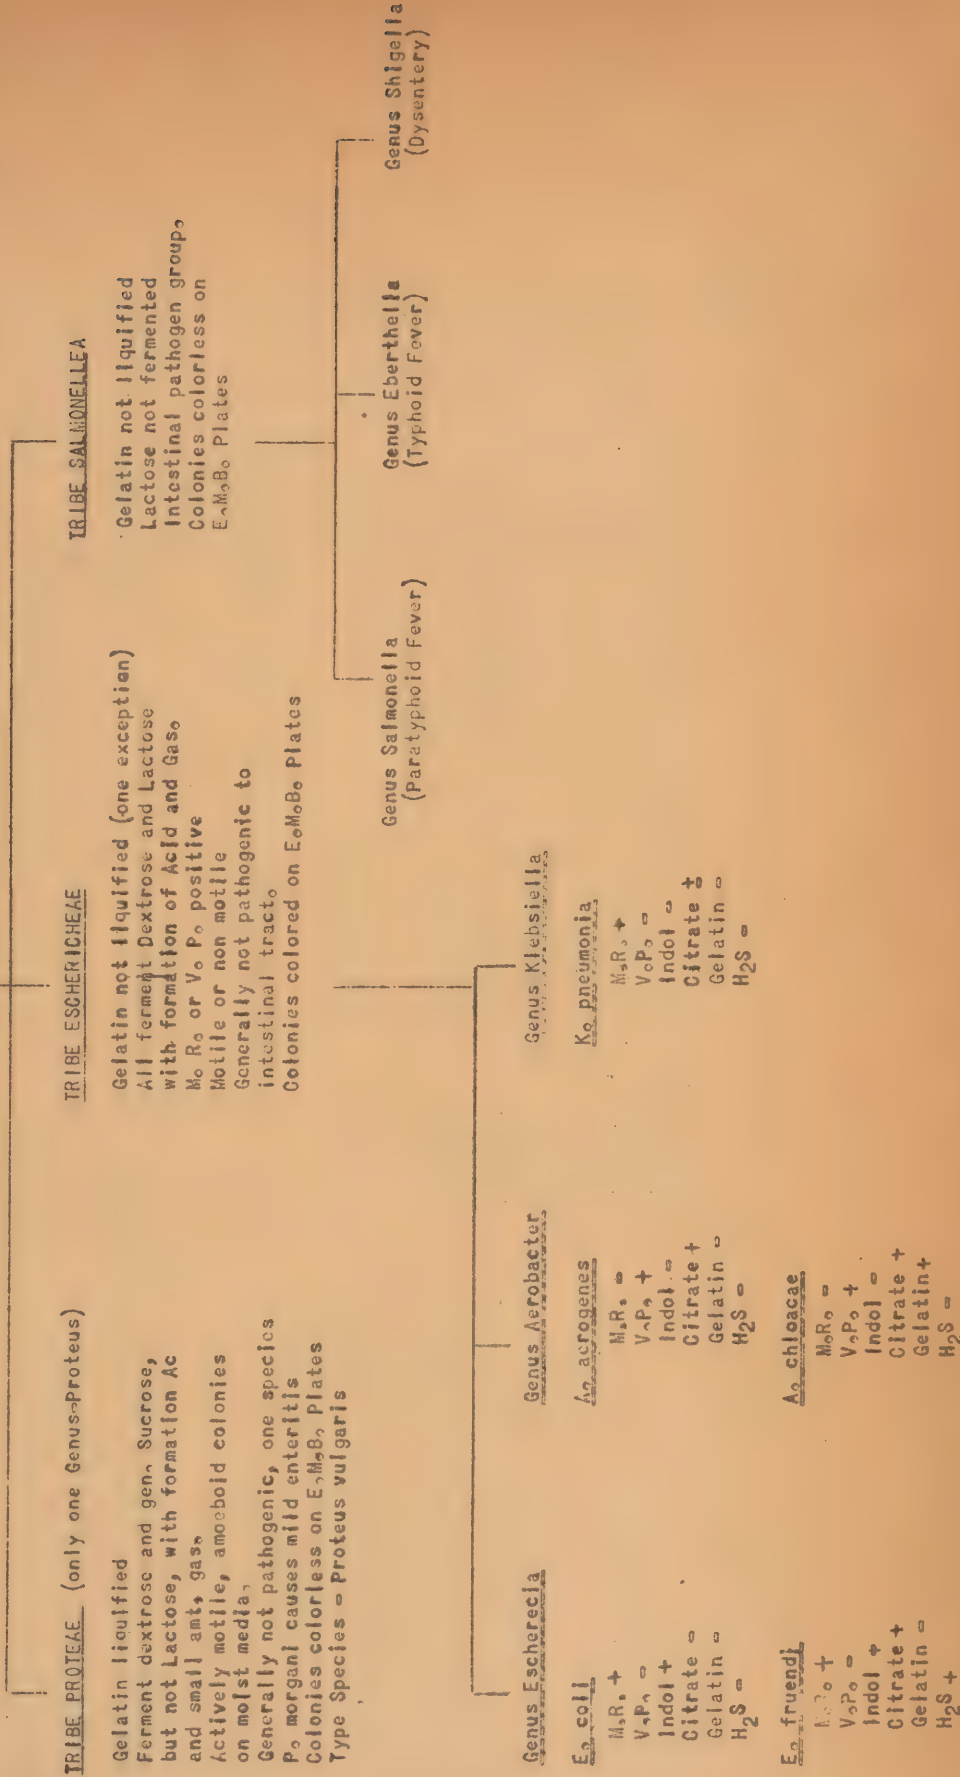 TRIBE PROTEAE (only one Genus-Proteus)
Gelatin liquified
Ferment dextrose and gen. Sucrose,
but not Lactose, with formation Ac
and small amt, gas.
Actively motile, amoeboid colonies
on moist media,
Generally not pathogenic, one species
P. morgani causes mild enteritis
Colonies colorless on E.M.B. Plates
Type Species - Proteus vulgaris
TRIBE ESCHERICHEAE
Gelatin not liquified (one exception)
All ferment Dextrose and Lactose
with formation of Acid and Gas.
M. R. or V. P. positive
Motile or non motile
Generally not pathogenic to
intestinal tract.
Colonies colored on E.M.B. Plates
TRIBE SALMONELLEA
Gelatin not liquified
Lactose not fermented
Intestinal pathogen group.
Colonies colorless on
E.M.B. Plates
Genus Salmonella
(Paratyphoid Fever)
Genus Eberthella
(Typhoid Fever)
Genus Shigella
(Dysentery)
Genus Escherecia
E. coli
M.R. +
V.P. -
Indol +
Citrate -
Gelatin -
H2S -
E. fruendi
M.R. +
V.P. -
Indol +
Citrate +
Gelatin -
H2S +
Genus Aerobacter
A. acrogenes
M.R. -
V.P. +
Indol -
Citrate +
Gelatin -
H2S -
A. chloacae
M.R. -
V.P. +
Indol -
Citrate +
Gelatin +
H2S -
Genus Klebsiella
K. pneumonia
M.R. +
V.P. -
Indol -
Citrate ±
Gelatin -
H2S -